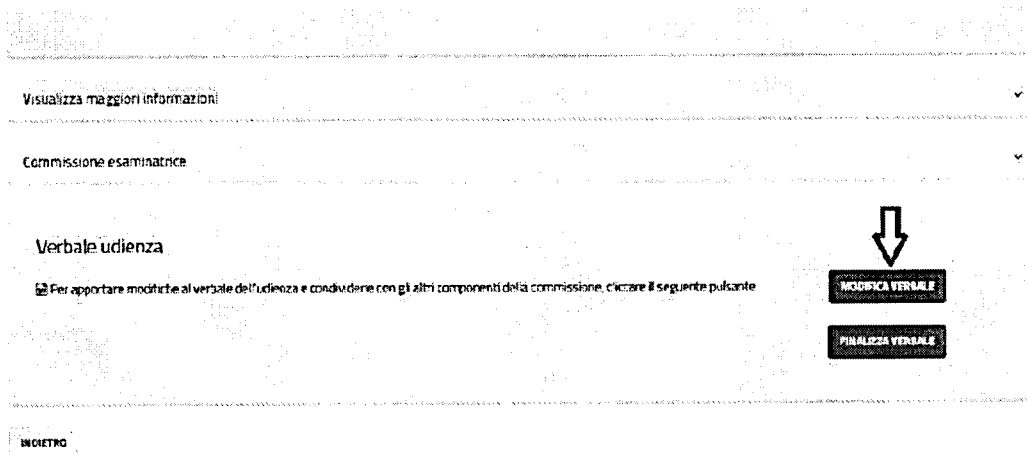 Visualizza maggiori informazioni
Commissione esaminatrice
Verbale udienza
Per apportare modifiche al verbale dell'udienza e condividerle con gli altri componenti della commissione, cliccare il seguente pulsante
MODIFICA VERBALE
FINALIZZA VERBALE
INDIETRO